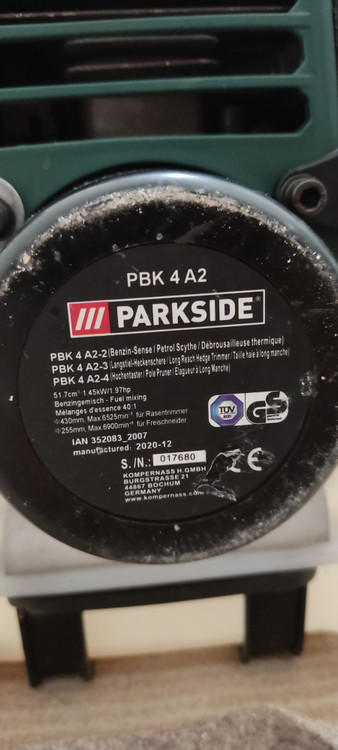 PBK 4 A2
/// PARKSIDE®
PBK 4 A2-2 (Benzin-Sense / Petrol Scythe / Débrousailleuse thermique)
PBK 4 A2-3 (Langstiel-Heckenschere / Long Reach Hedge Trimmer / Taille haie à long manche)
PBK 4 A2-4 (Hochentaster / Pole Pruner / Elagueur à Long Manche)
51.7cm³ 1.45kW/1.97hp
Benzingemisch - Fuel mixing
Mélanges d'essence 40:1
430mm, Max.6525min⁻¹ für Rasentrimmer
255mm, Max.6900min⁻¹ für Freischneider
TÜV SÜD
GS
IAN 352083_2007
manufactured: 2020-12
S./N.: 017680
KOMPERNASS H. GMBH
BURGSTRASSE 21
44867 BOCHUM
GERMANY
www.kompernass.com